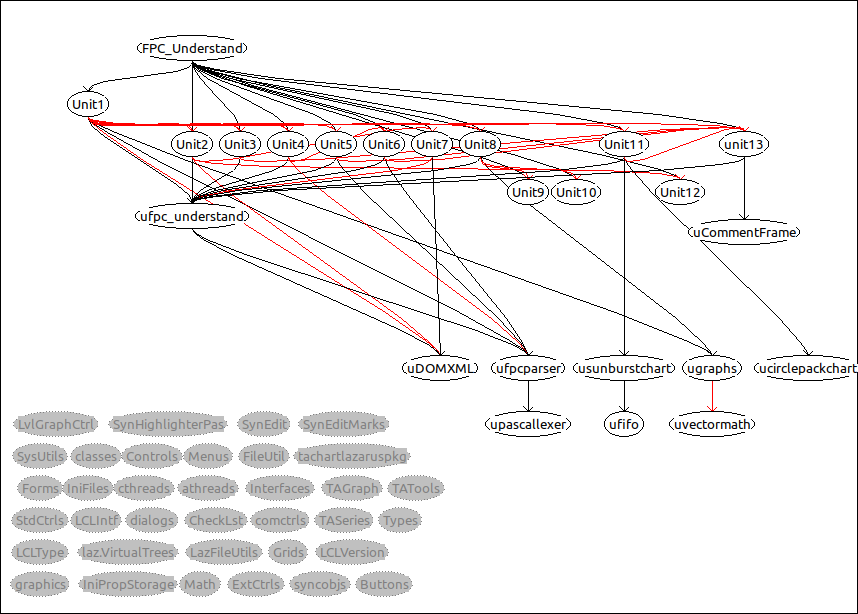 FPC_Understand
Unit1
Unit2 Unit3 Unit4 Unit5 Unit6 Unit7 Unit8 Unit11 unit13
Unit9 Unit10 Unit12
ufpc_understand
uCommentFrame
uDOMXML ufpcparser usunburstchart ugraphs ucirclepackchart
upascallexer ufifo uvectormath
LvlGraphCtrl SynHighlighterPas SynEdit SynEditMarks
SysUtils classes Controls Menus FileUtil tachartlazaruspkg
Forms IniFiles cthreads athreads Interfaces TAGraph TATools
StdCtrls LCLIntf dialogs CheckLst comctrls TASeries Types
LCLType laz.VirtualTrees LazFileUtils Grids LCLVersion
graphics IniPropStorage Math ExtCtrls syncobjs Buttons